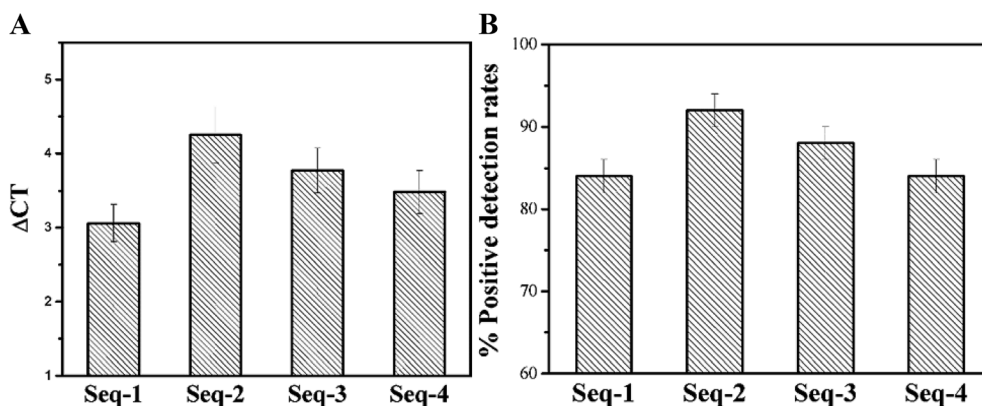 A
ΔCT
5
4
3
2
1
Seq-1 Seq-2 Seq-3 Seq-4
B
% Positive detection rates
100
90
80
70
60
Seq-1 Seq-2 Seq-3 Seq-4